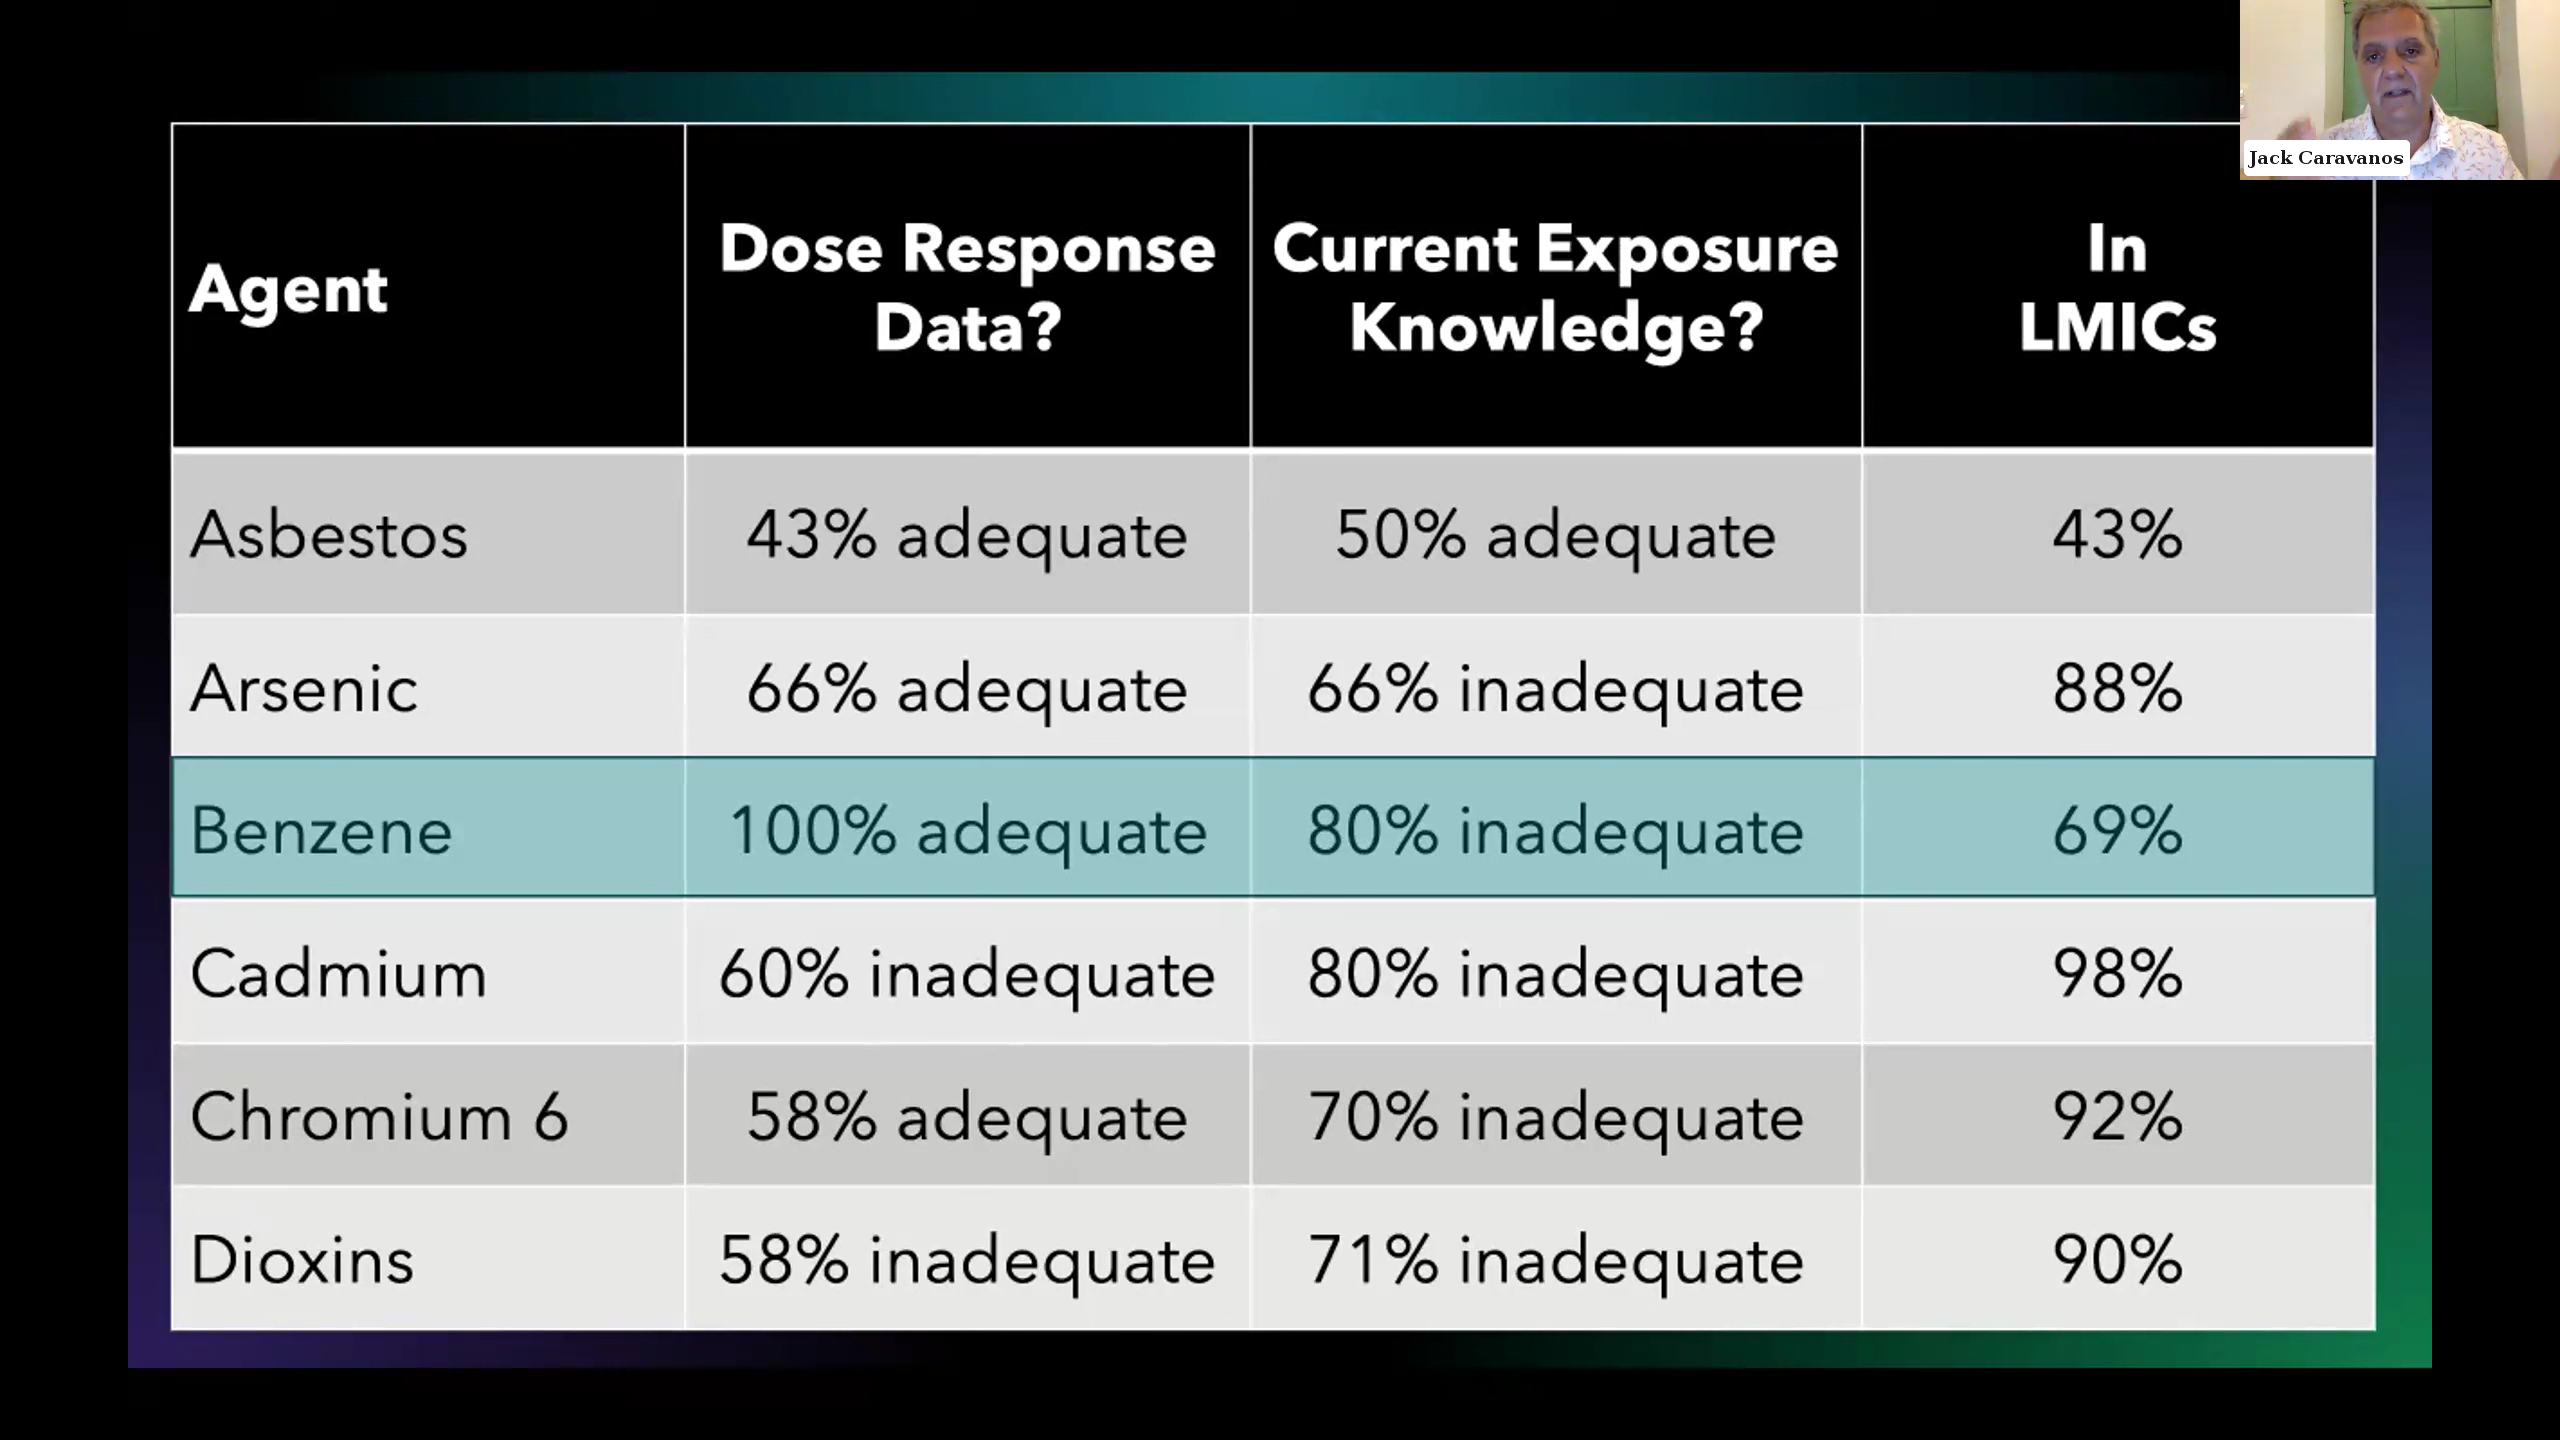 Jack Caravanos
Agent
Dose Response
Data?
Current Exposure
Knowledge?
In
LMICs
Asbestos
43% adequate
50% adequate
43%
Arsenic
66% adequate
66% inadequate
88%
Benzene
100% adequate
80% inadequate
69%
Cadmium
60% inadequate
80% inadequate
98%
Chromium 6
58% adequate
70% inadequate
92%
Dioxins
58% inadequate
71% inadequate
90%